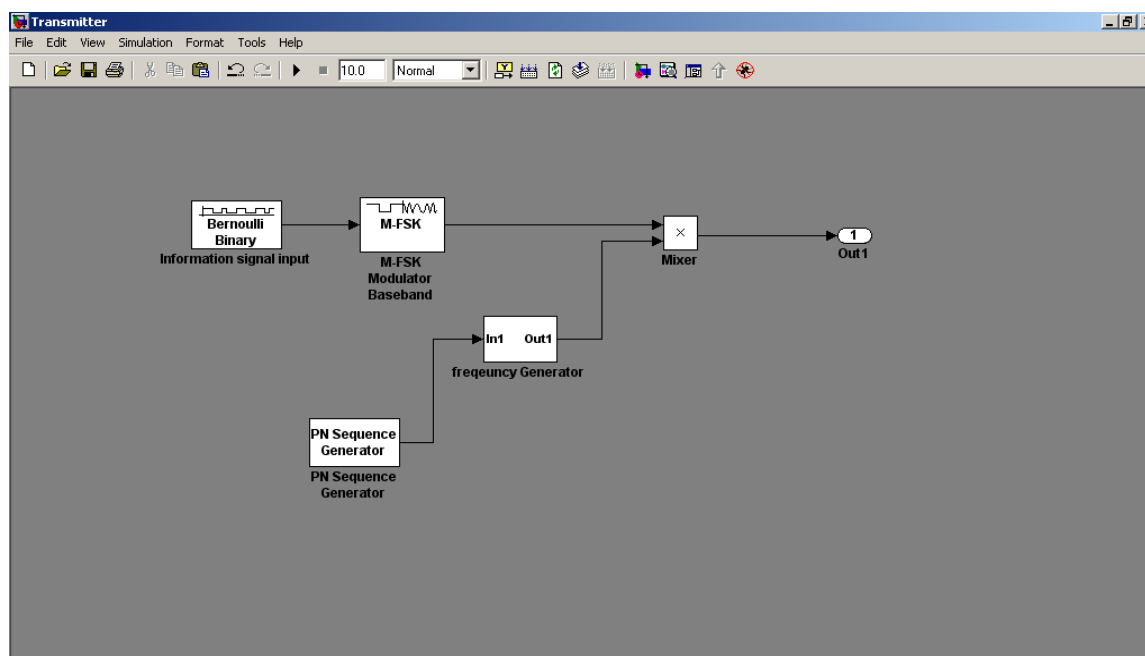 Transmitter
File Edit View Simulation Format Tools Help
10.0 Normal
Bernoulli
Binary
Information signal input
M-FSK
M-FSK
Modulator
Baseband
×
Mixer
1
Out1
In1 Out1
freqeuncy Generator
PN Sequence
Generator
PN Sequence
Generator